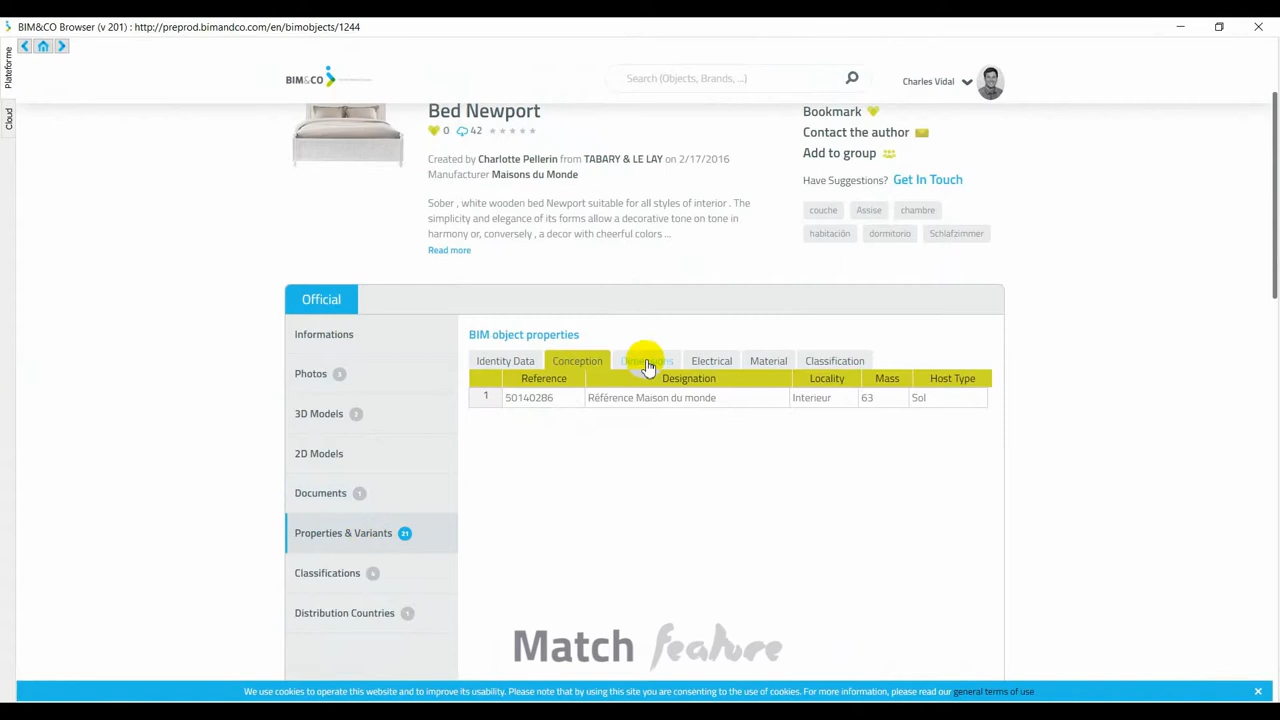 BIM&CO Browser (v 201) : http://preprod.bimandco.com/en/bimobjects/1244
Plateforme
Cloud
BIM&CO
Search (Objects, Brands, ...)
Charles Vidal
Bed Newport
0 42
Created by Charlotte Pellerin from TABARY & LE LAY on 2/17/2016
Manufacturer Maisons du Monde
Sober , white wooden bed Newport suitable for all styles of interior . The
simplicity and elegance of its forms allow a decorative tone on tone in
harmony or, conversely , a decor with cheerful colors ...
Read more
Bookmark
Contact the author
Add to group
Have Suggestions? Get In Touch
couche Assise chambre
habitación dormitorio Schlafzimmer
Official
Informations
Photos 3
3D Models 2
2D Models
Documents 1
Properties & Variants 21
Classifications 4
Distribution Countries 1
BIM object properties
Identity Data Conception Dimensions Electrical Material Classification
Reference Designation Locality Mass Host Type
1 50140286 Référence Maison du monde Interieur 63 Sol
Match feature
We use cookies to operate this website and to improve its usability. Please note that by using this site you are consenting to the use of cookies. For more information, please read our general terms of use